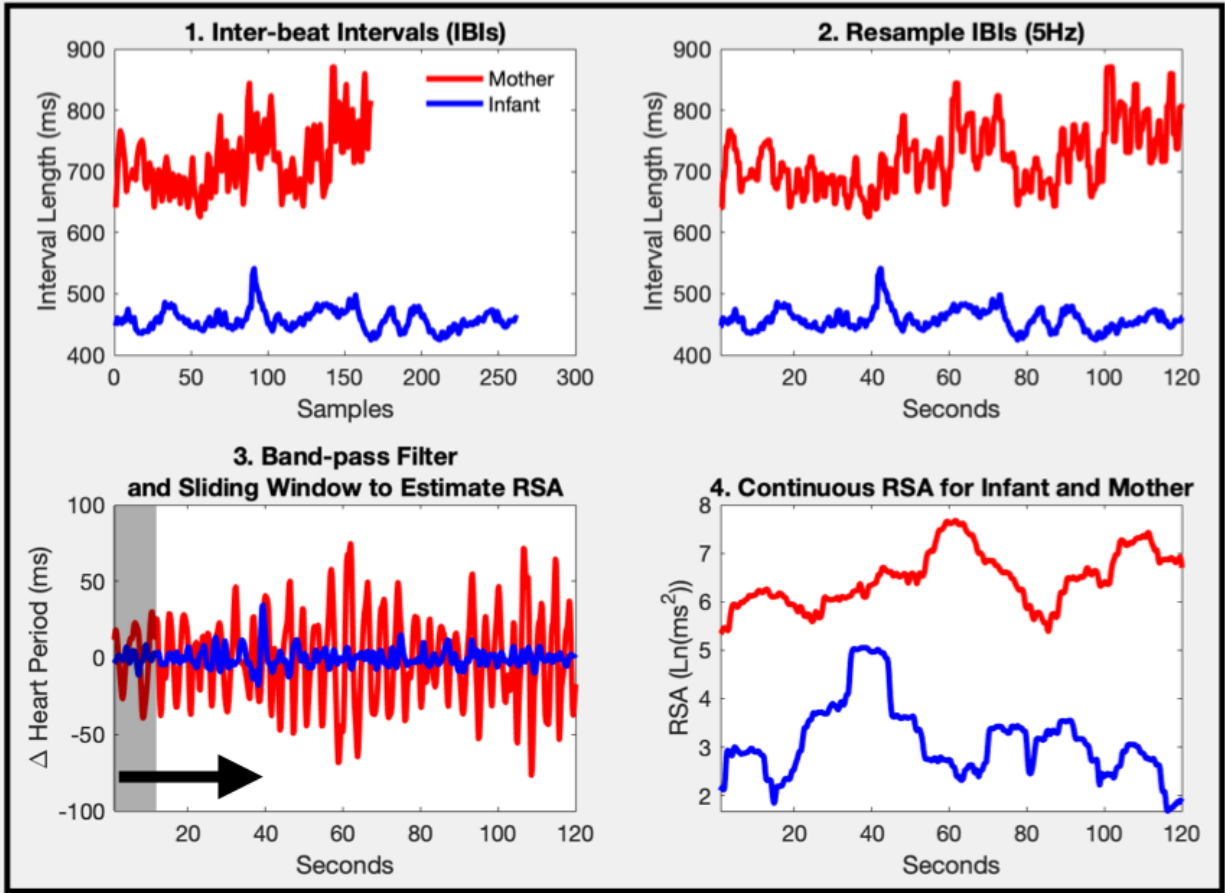 1. Inter-beat Intervals (IBIs)
900
800
700
600
500
400
Interval Length (ms)
Mother
Infant
0 50 100 150 200 250 300
Samples
2. Resample IBIs (5Hz)
900
800
700
600
500
400
Interval Length (ms)
20 40 60 80 100 120
Seconds
3. Band-pass Filter
and Sliding Window to Estimate RSA
100
50
0
-50
-100
Δ Heart Period (ms)
20 40 60 80 100 120
Seconds
4. Continuous RSA for Infant and Mother
8
7
6
5
4
3
2
RSA (Ln(ms²))
20 40 60 80 100 120
Seconds